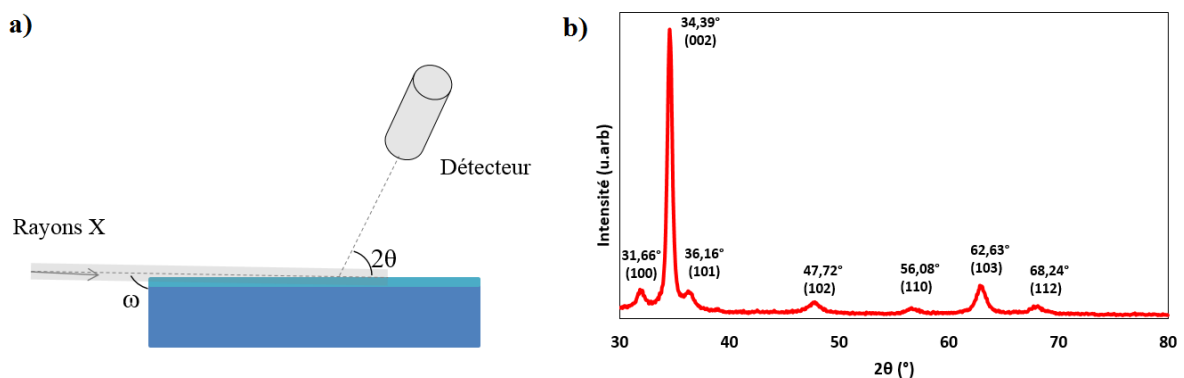 a)
Rayons X
ω
2θ
Détecteur
b)
Intensité (u.arb)
31,66°
(100)
34,39°
(002)
36,16°
(101)
47,72°
(102)
56,08°
(110)
62,63°
(103)
68,24°
(112)
30 40 50 60 70 80
2θ (°)